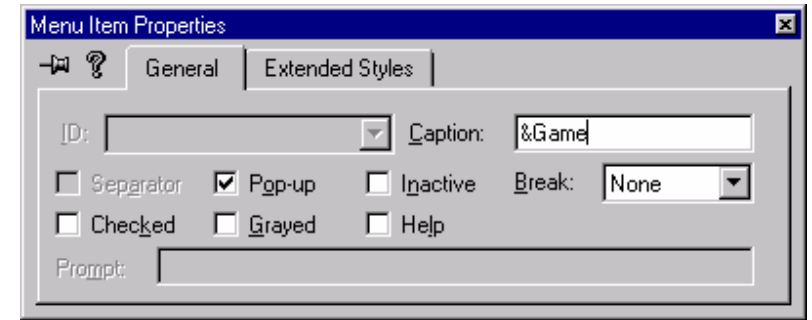 Menu Item Properties
General Extended Styles
ID: Caption: &Game
Separator Pop-up Inactive Break: None
Checked Grayed Help
Prompt: